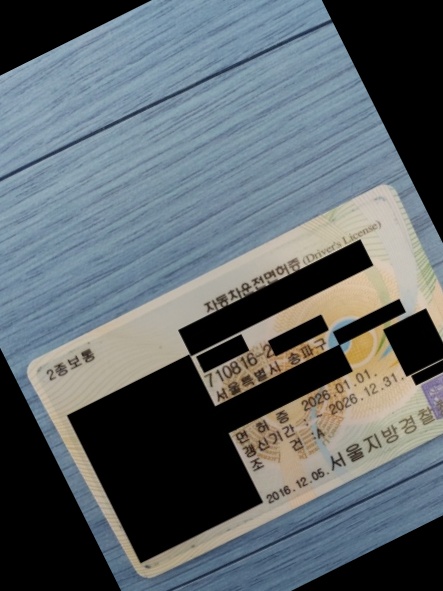 자동차운전면허증 (Driver's License)
2종보통
710816-2
서울특별시 송파구
면 허 증 2026.01.01.
갱신기간 : 2026.12.31.
조 건 :A
2016.12.05. 서울지방경찰